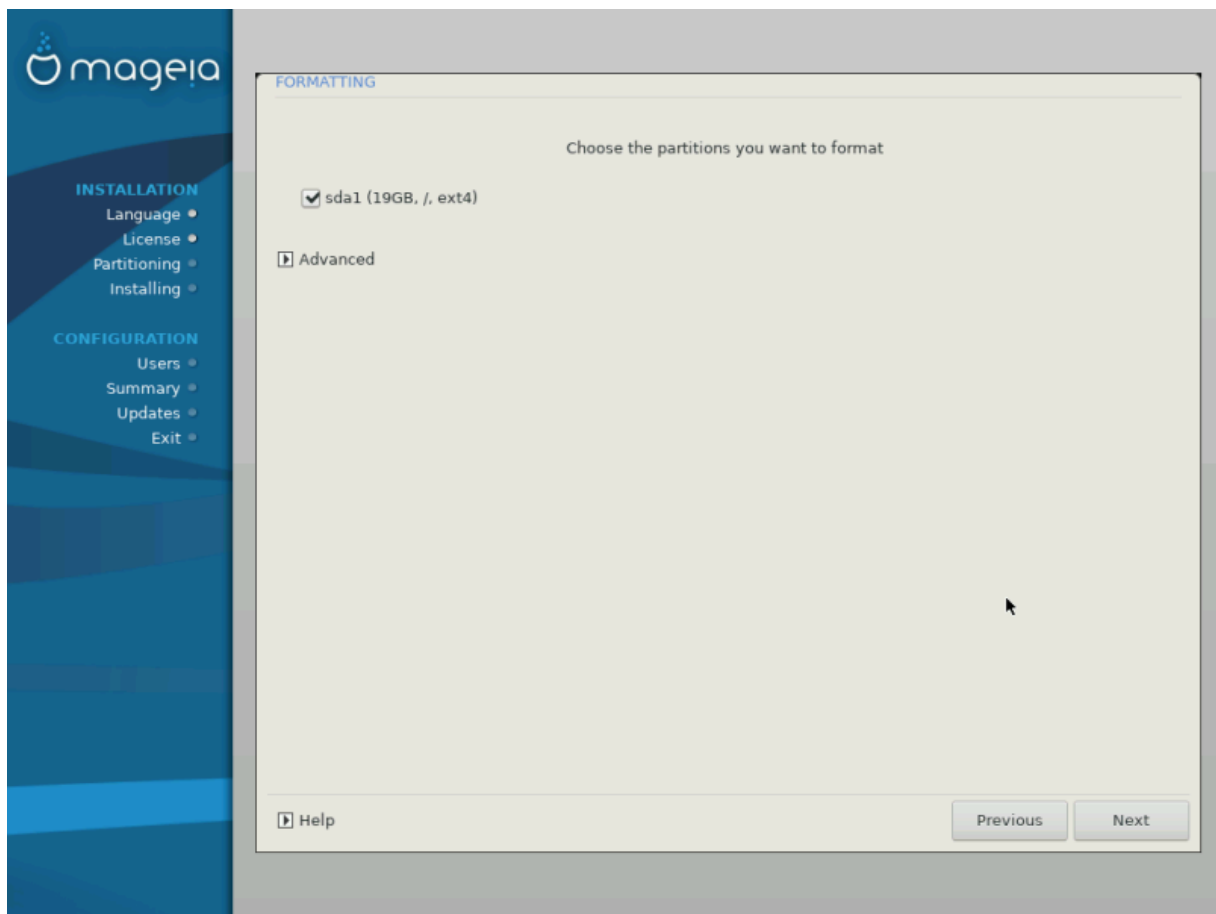 mageia
INSTALLATION
Language
License
Partitioning
Installing
CONFIGURATION
Users
Summary
Updates
Exit
FORMATTING
Choose the partitions you want to format
sda1 (19GB, /, ext4)
Advanced
Help
Previous
Next